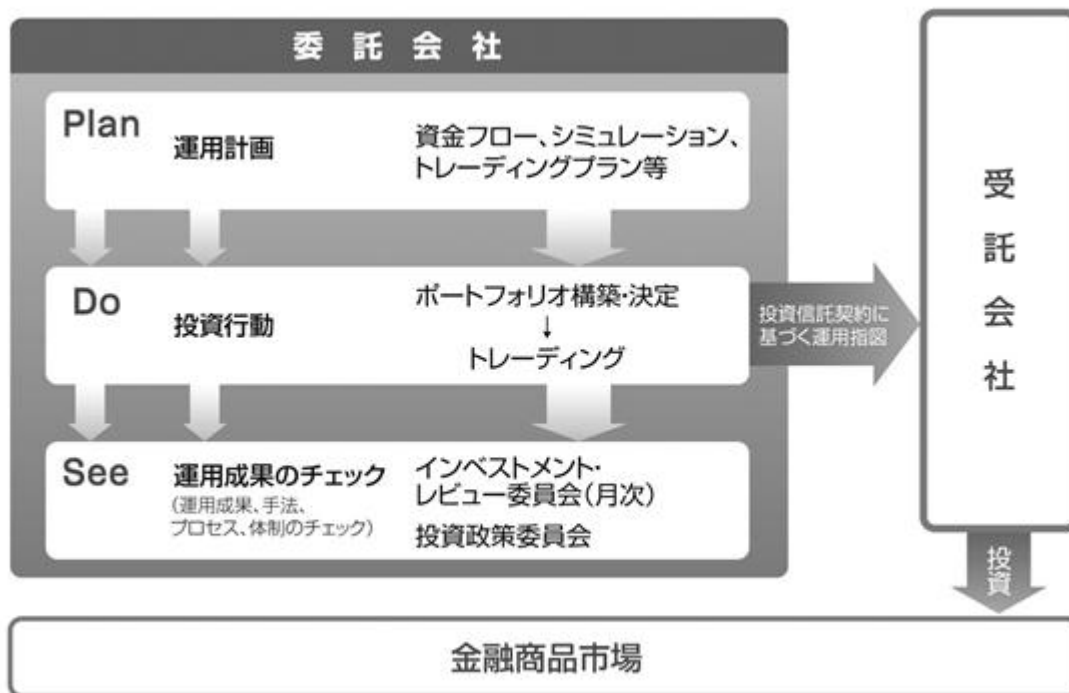 委託会社
Plan
運用計画
資金フロー、シミュレーション、
トレーディングプラン等
Do
投資行動
ポートフォリオ構築・決定
↓
トレーディング
See
運用成果のチェック
(運用成果、手法、
プロセス、体制のチェック)
インベストメント・
レビュー委員会(月次)
投資政策委員会
投資信託契約に
基づく運用指図
受託会社
投資
金融商品市場